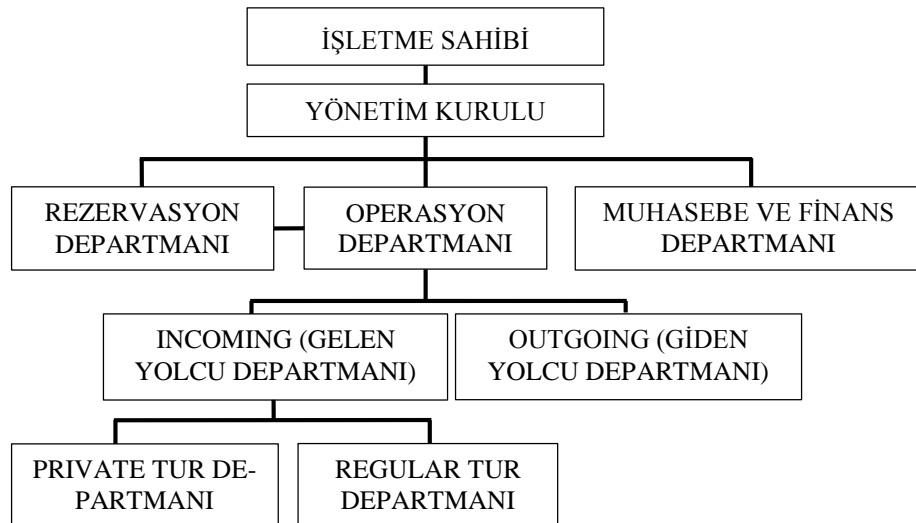 İŞLETME SAHİBİ
YÖNETİM KURULU
REZERVASYON
DEPARTMANI
OPERASYON
DEPARTMANI
MUHASEBE VE FİNANS
DEPARTMANI
INCOMING (GELEN
YOLCU DEPARTMANI)
OUTGOING (GİDEN
YOLCU DEPARTMANI)
PRIVATE TUR DE-
PARTMANI
REGULAR TUR
DEPARTMANI